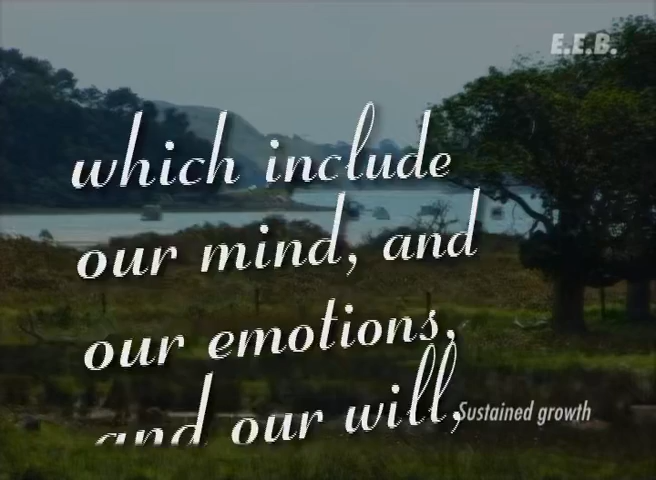 E.E.B.
which include
our mind, and
our emotions,
and our will,
Sustained growth